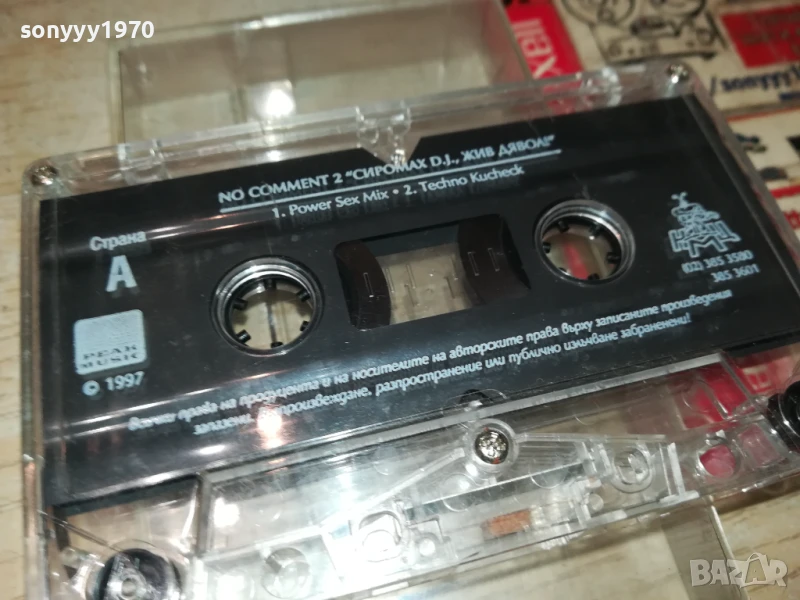 sonyyy1970
NO COMMENT 2 "СИРОМАХ D.J., ЖИВ ДЯВОЛ!"
1. Power Sex Mix • 2. Techno Kucheck
Страна
A
(02) 385 3580
385 3601
PEAK
MUSIC
© 1997
Всички права на продуцента и на носителите на авторските права върху записаните произведения
запазени. Възпроизвеждане, разпространение или публично излъчване забранени!
BAZAR